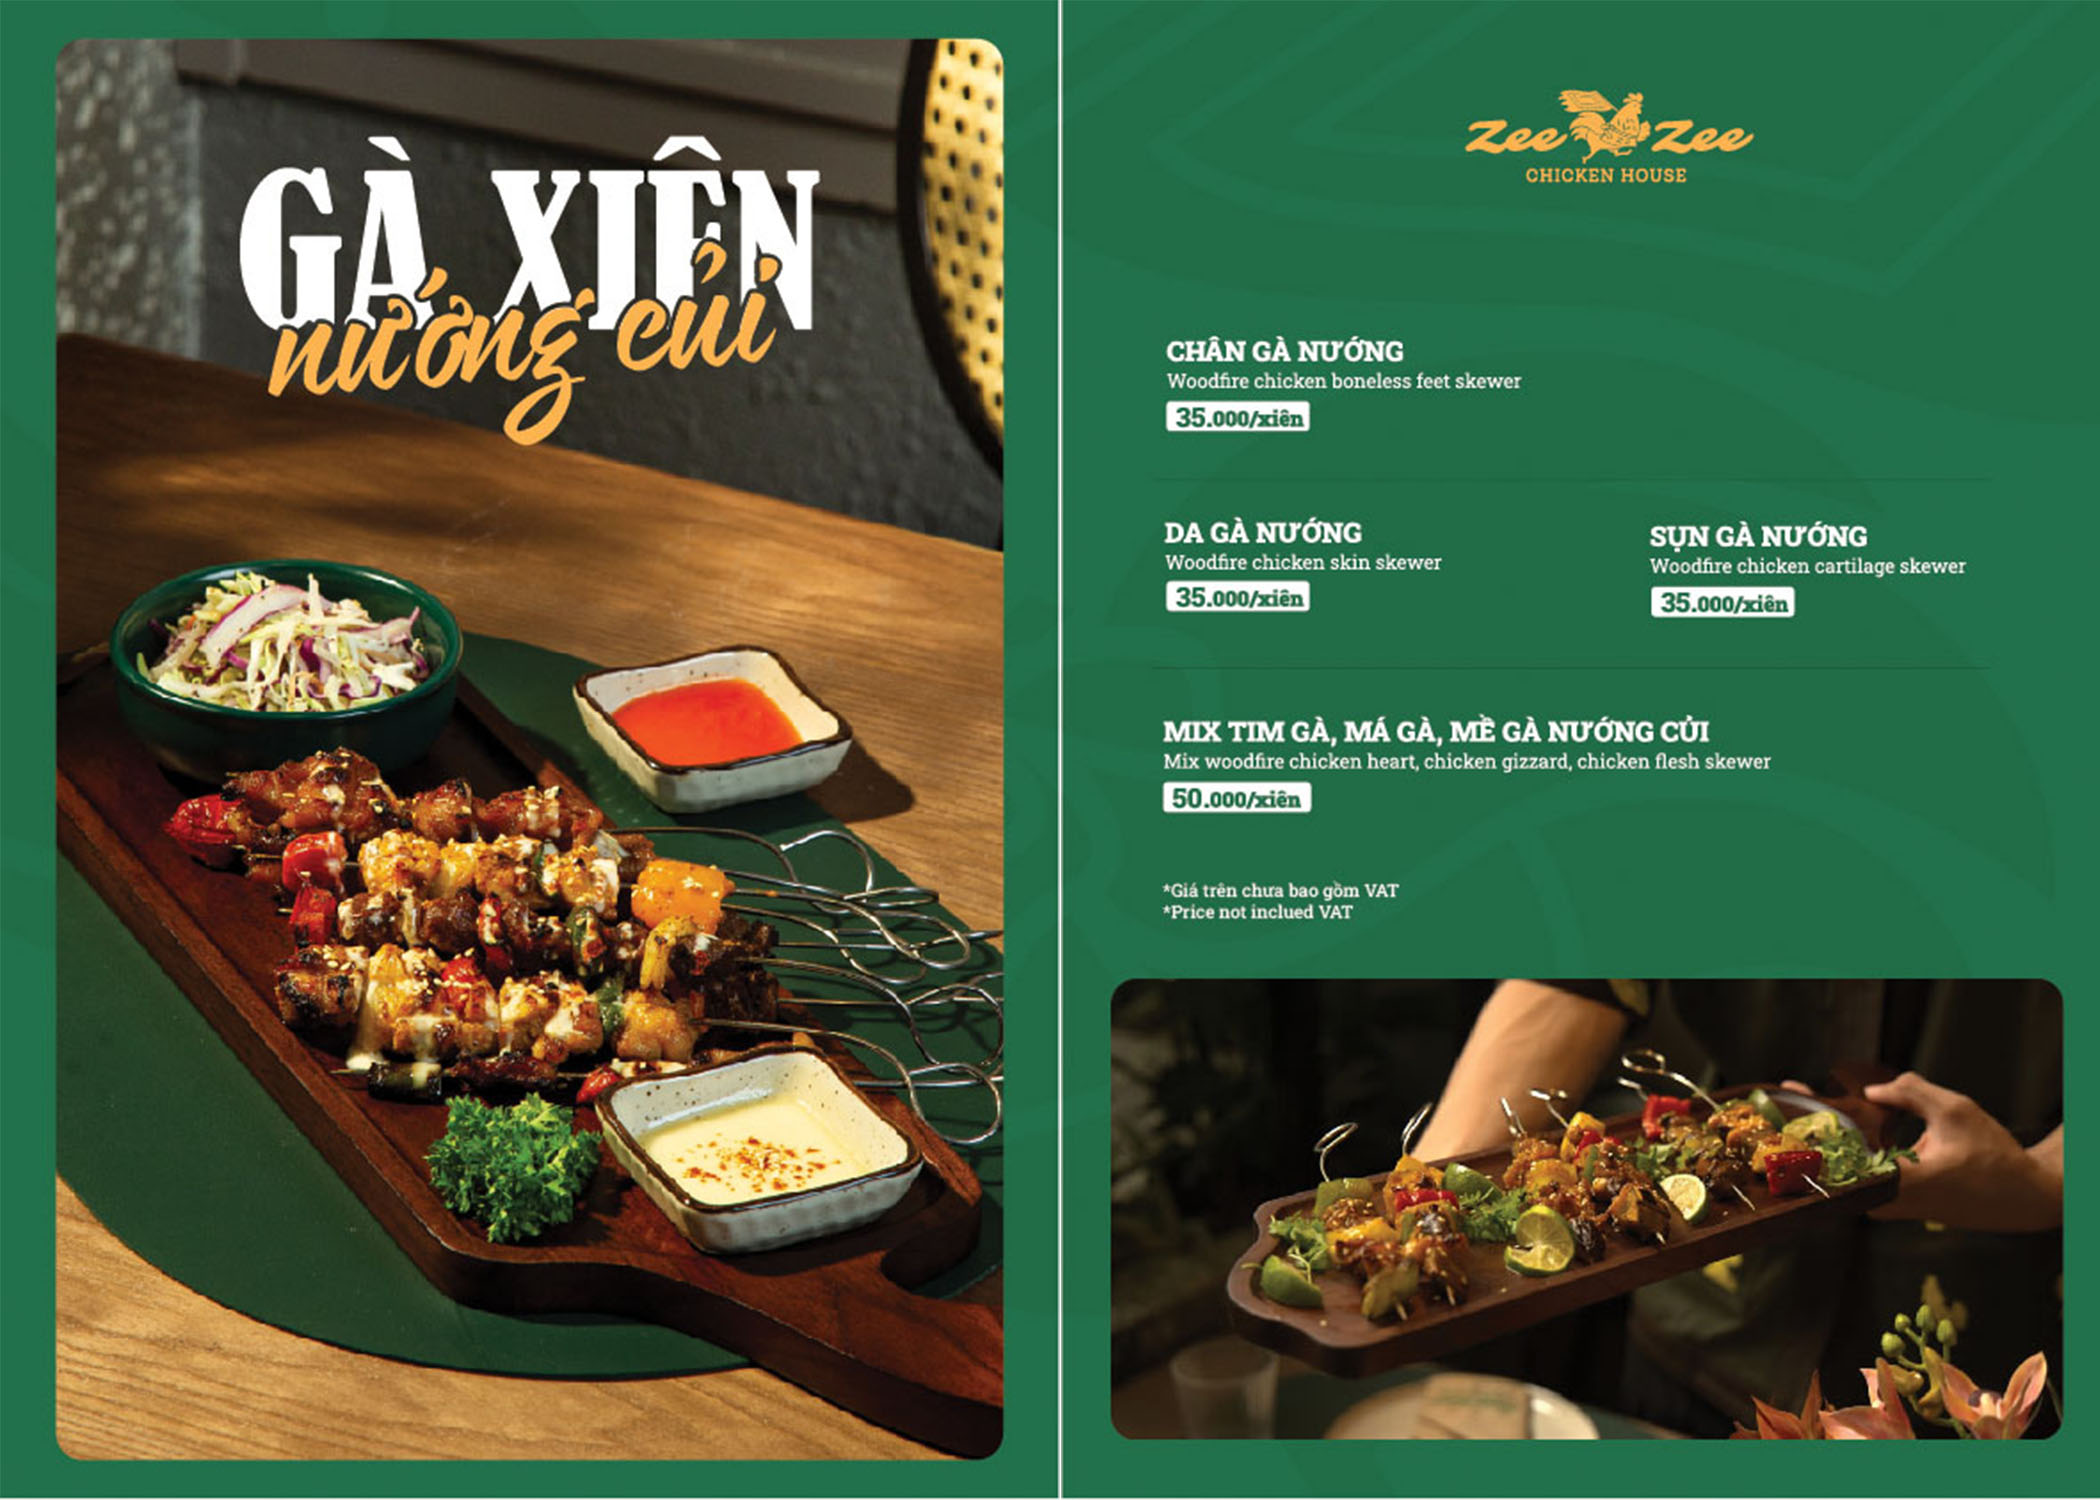 GÀ XIÊN
nướng củi
Zee Zee
CHICKEN HOUSE
CHÂN GÀ NƯỚNG
Woodfire chicken boneless feet skewer
35.000/xiên
DA GÀ NƯỚNG
Woodfire chicken skin skewer
35.000/xiên
SỤN GÀ NƯỚNG
Woodfire chicken cartilage skewer
35.000/xiên
MIX TIM GÀ, MÁ GÀ, MỀ GÀ NƯỚNG CỦI
Mix woodfire chicken heart, chicken gizzard, chicken flesh skewer
50.000/xiên
*Giá trên chưa bao gồm VAT
*Price not inclued VAT